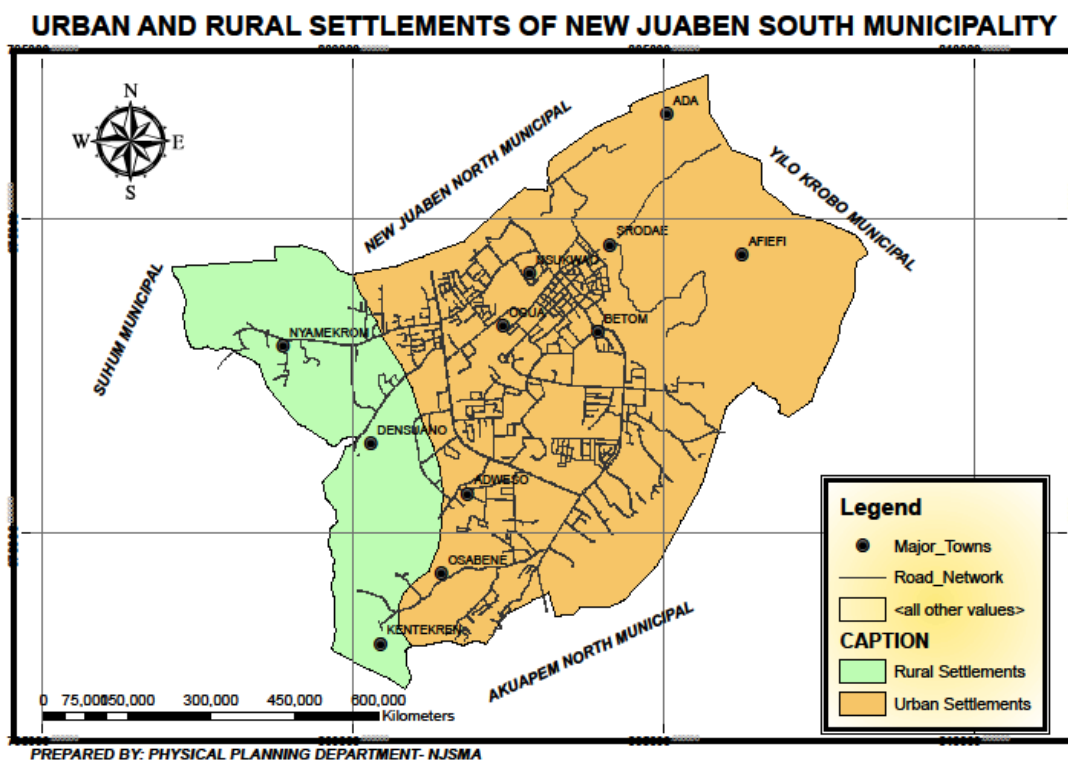 URBAN AND RURAL SETTLEMENTS OF NEW JUABEN SOUTH MUNICIPALITY
N
W E
S
ADA
NEW JUABEN NORTH MUNICIPAL
YILO KROBO MUNICIPAL
SRODAE
AFIEFI
NSUKWAO
SUHUM MUNICIPAL
OGUA
BETOM
NYAMEKROM
DENSUANO
ADWESO
OSABENE
KENTEKREN
AKUAPEM NORTH MUNICIPAL
Legend
Major_Towns
Road_Network
<all other values>
CAPTION
Rural Settlements
Urban Settlements
0 75,000 150,000 300,000 450,000 600,000
Kilometers
PREPARED BY: PHYSICAL PLANNING DEPARTMENT- NJSMA